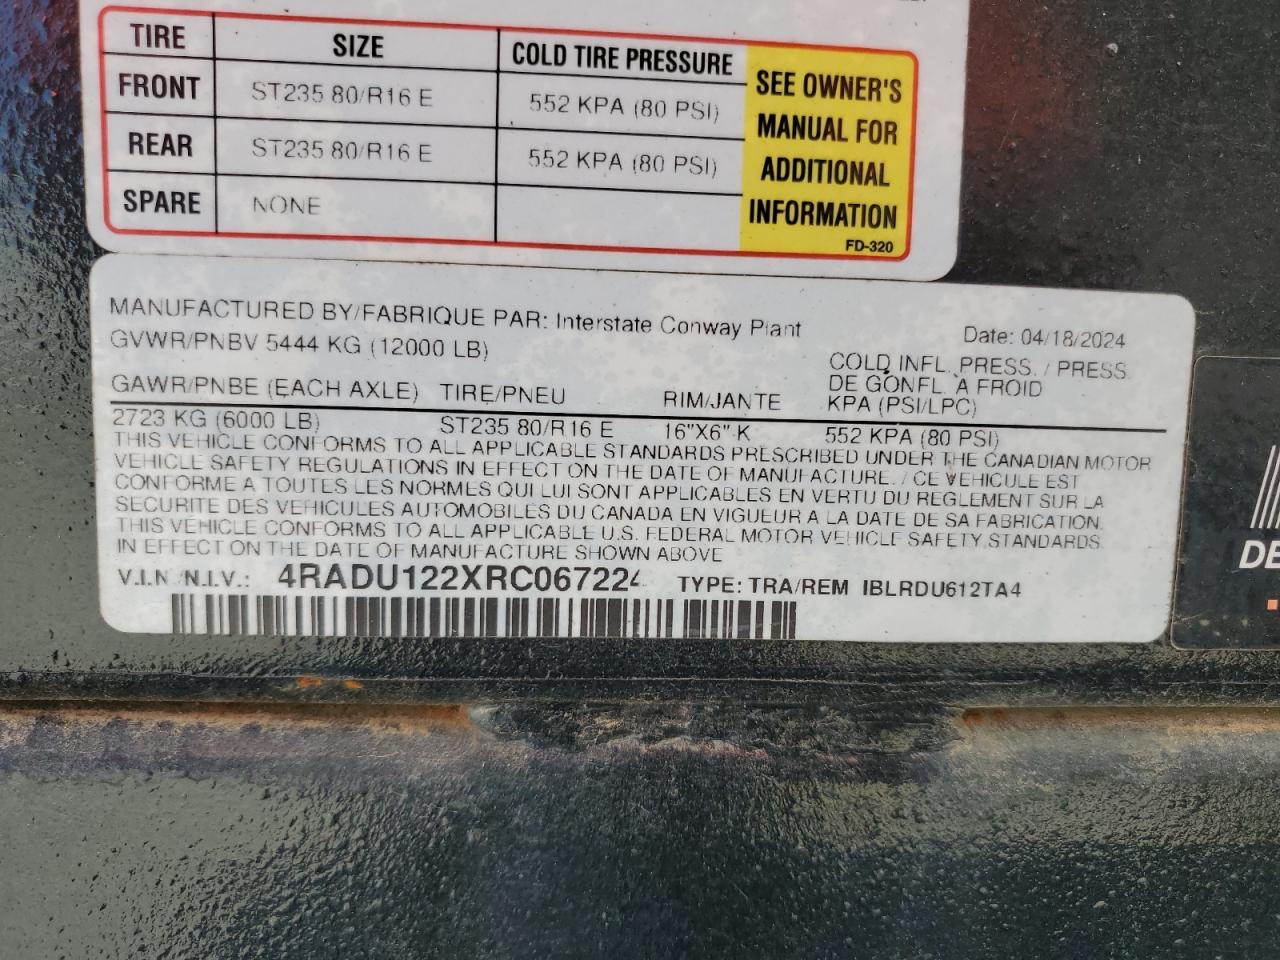 TIRE SIZE COLD TIRE PRESSURE
FRONT ST235 80/R16 E 552 KPA (80 PSI)
REAR ST235 80/R16 E 552 KPA (80 PSI)
SPARE NONE
SEE OWNER'S
MANUAL FOR
ADDITIONAL
INFORMATION
FD-320
MANUFACTURED BY/FABRIQUE PAR: Interstate Conway Plant Date: 04/18/2024
GVWR/PNBV 5444 KG (12000 LB)
COLD INFL. PRESS. / PRESS.
DE GONFL. A FROID
GAWR/PNBE (EACH AXLE) TIRE/PNEU RIM/JANTE KPA (PSI/LPC)
2723 KG (6000 LB) ST235 80/R16 E 16"X6" K 552 KPA (80 PSI)
THIS VEHICLE CONFORMS TO ALL APPLICABLE STANDARDS PRESCRIBED UNDER THE CANADIAN MOTOR
VEHICLE SAFETY REGULATIONS IN EFFECT ON THE DATE OF MANUFACTURE. / CE VEHICULE EST
CONFORME A TOUTES LES NORMES QUI LUI SONT APPLICABLES EN VERTU DU REGLEMENT SUR LA
SECURITE DES VEHICULES AUTOMOBILES DU CANADA EN VIGUEUR A LA DATE DE SA FABRICATION.
THIS VEHICLE CONFORMS TO ALL APPLICABLE U.S. FEDERAL MOTOR VEHICLE SAFETY STANDARDS
IN EFFECT ON THE DATE OF MANUFACTURE SHOWN ABOVE
V.I.N./N.I.V.: 4RADU122XRC067224 TYPE: TRA/REM IBLRDU612TA4
DE